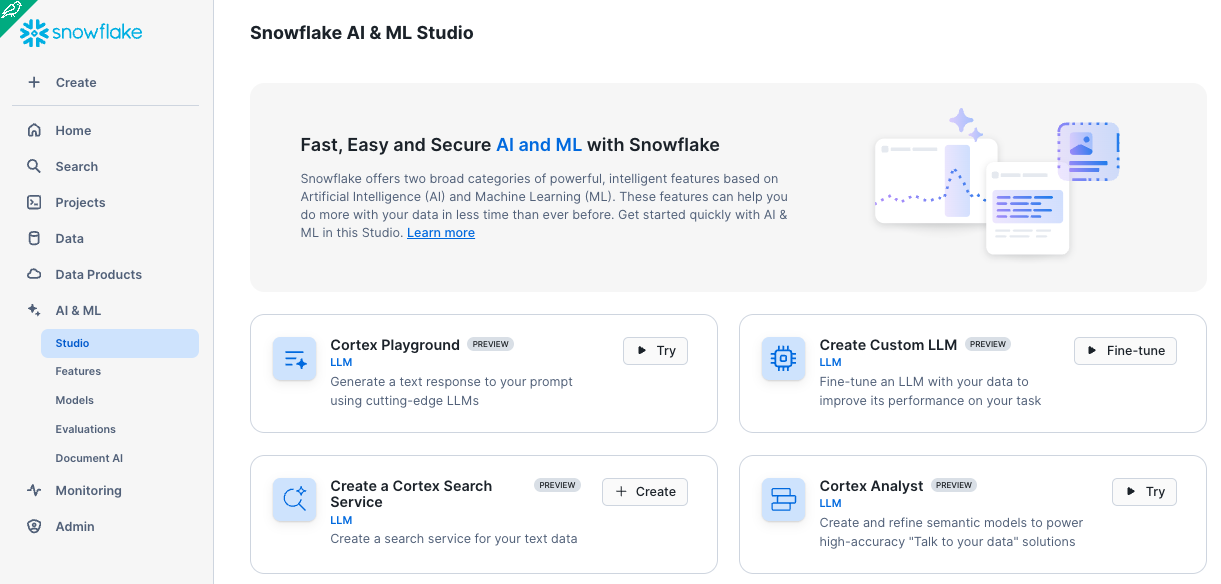 snowflake
Create
Home
Search
Projects
Data
Data Products
AI & ML
Studio
Features
Models
Evaluations
Document AI
Monitoring
Admin
Snowflake AI & ML Studio
Fast, Easy and Secure AI and ML with Snowflake
Snowflake offers two broad categories of powerful, intelligent features based on
Artificial Intelligence (AI) and Machine Learning (ML). These features can help you
do more with your data in less time than ever before. Get started quickly with AI &
ML in this Studio. Learn more
Cortex Playground PREVIEW
LLM
Generate a text response to your prompt
using cutting-edge LLMs
Try
Create Custom LLM PREVIEW
LLM
Fine-tune an LLM with your data to
improve its performance on your task
Fine-tune
Create a Cortex Search PREVIEW
Service
LLM
Create a search service for your text data
Create
Cortex Analyst PREVIEW
LLM
Create and refine semantic models to power
high-accuracy "Talk to your data" solutions
Try